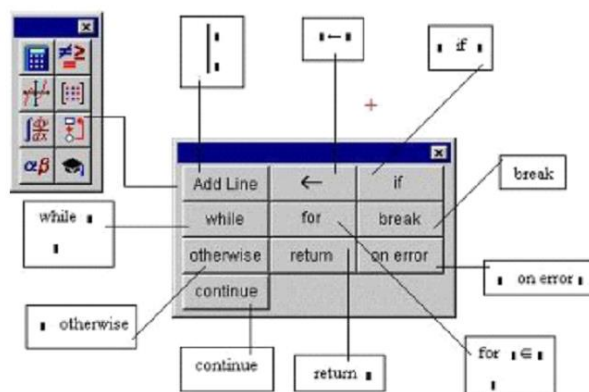 if
Add Line ← if
break
while for break
while
otherwise return on error
on error
continue
otherwise
for ∈
continue
return
αβ